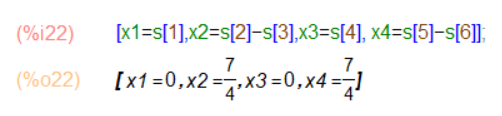 (%i22) [x1=s[1],x2=s[2]−s[3],x3=s[4], x4=s[5]−s[6]];
(%o22) [x1=0,x2=7/4,x3=0,x4=7/4]